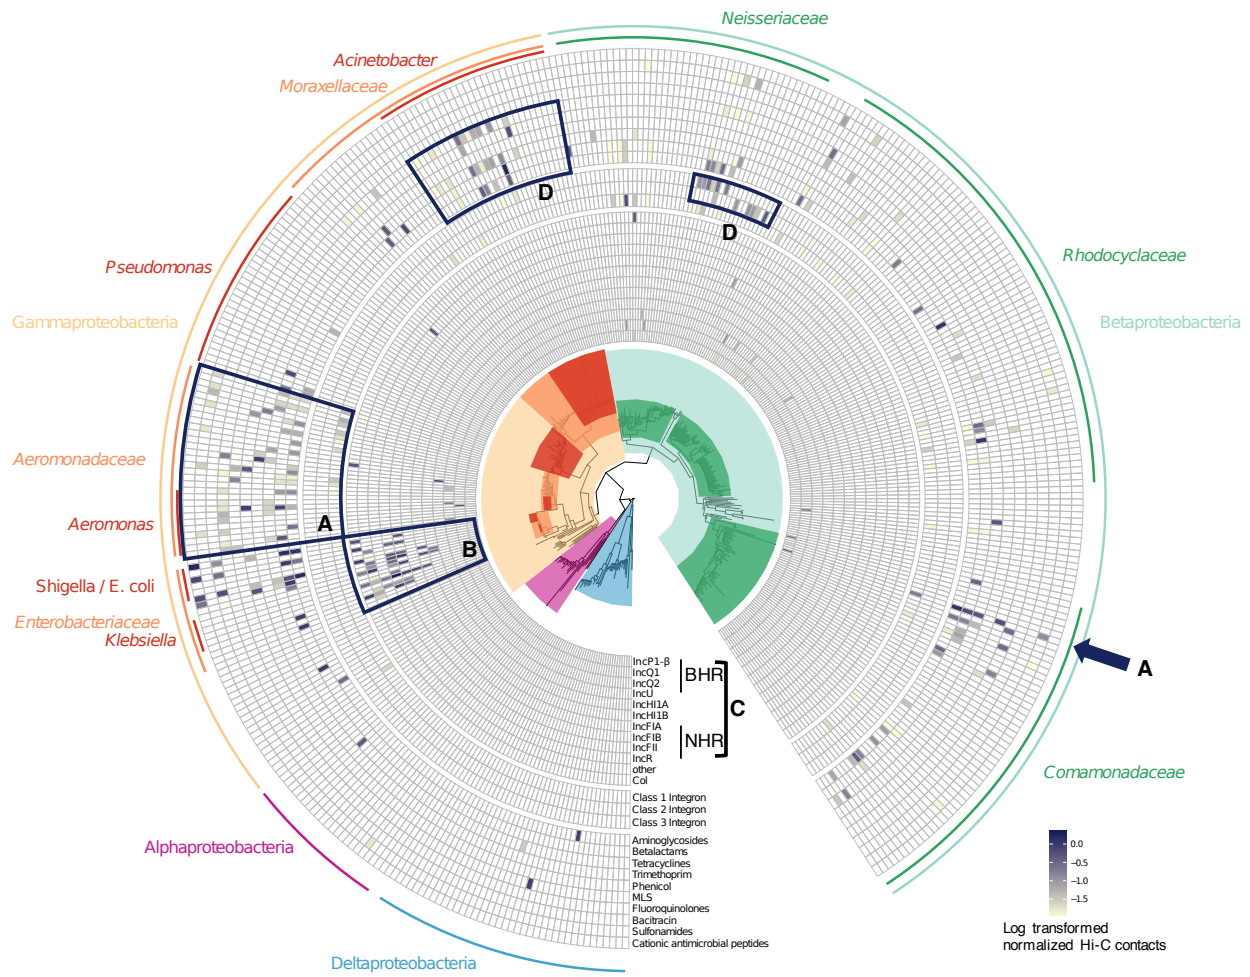 Neisseriaceae
Acinetobacter
Moraxellaceae
D
D
Pseudomonas
Rhodocyclaceae
Gammaproteobacteria
Betaproteobacteria
Aeromonadaceae
Aeromonas
A
B
Shigella / E. coli
Enterobacteriaceae
Klebsiella
A
IncP1-β
IncQ1
IncQ2
BHR
IncU
IncHI1A
IncHI1B
C
IncFIA
IncFIB
NHR
IncFII
IncR
other
Col
Comamonadaceae
Class 1 Integron
Class 2 Integron
Class 3 Integron
Alphaproteobacteria
Aminoglycosides
Betalactams
Tetracyclines
Trimethoprim
Phenicol
MLS
Fluoroquinolones
Bacitracin
Sulfonamides
Cationic antimicrobial peptides
0.0
−0.5
−1.0
−1.5
Log transformed
normalized Hi-C contacts
Deltaproteobacteria